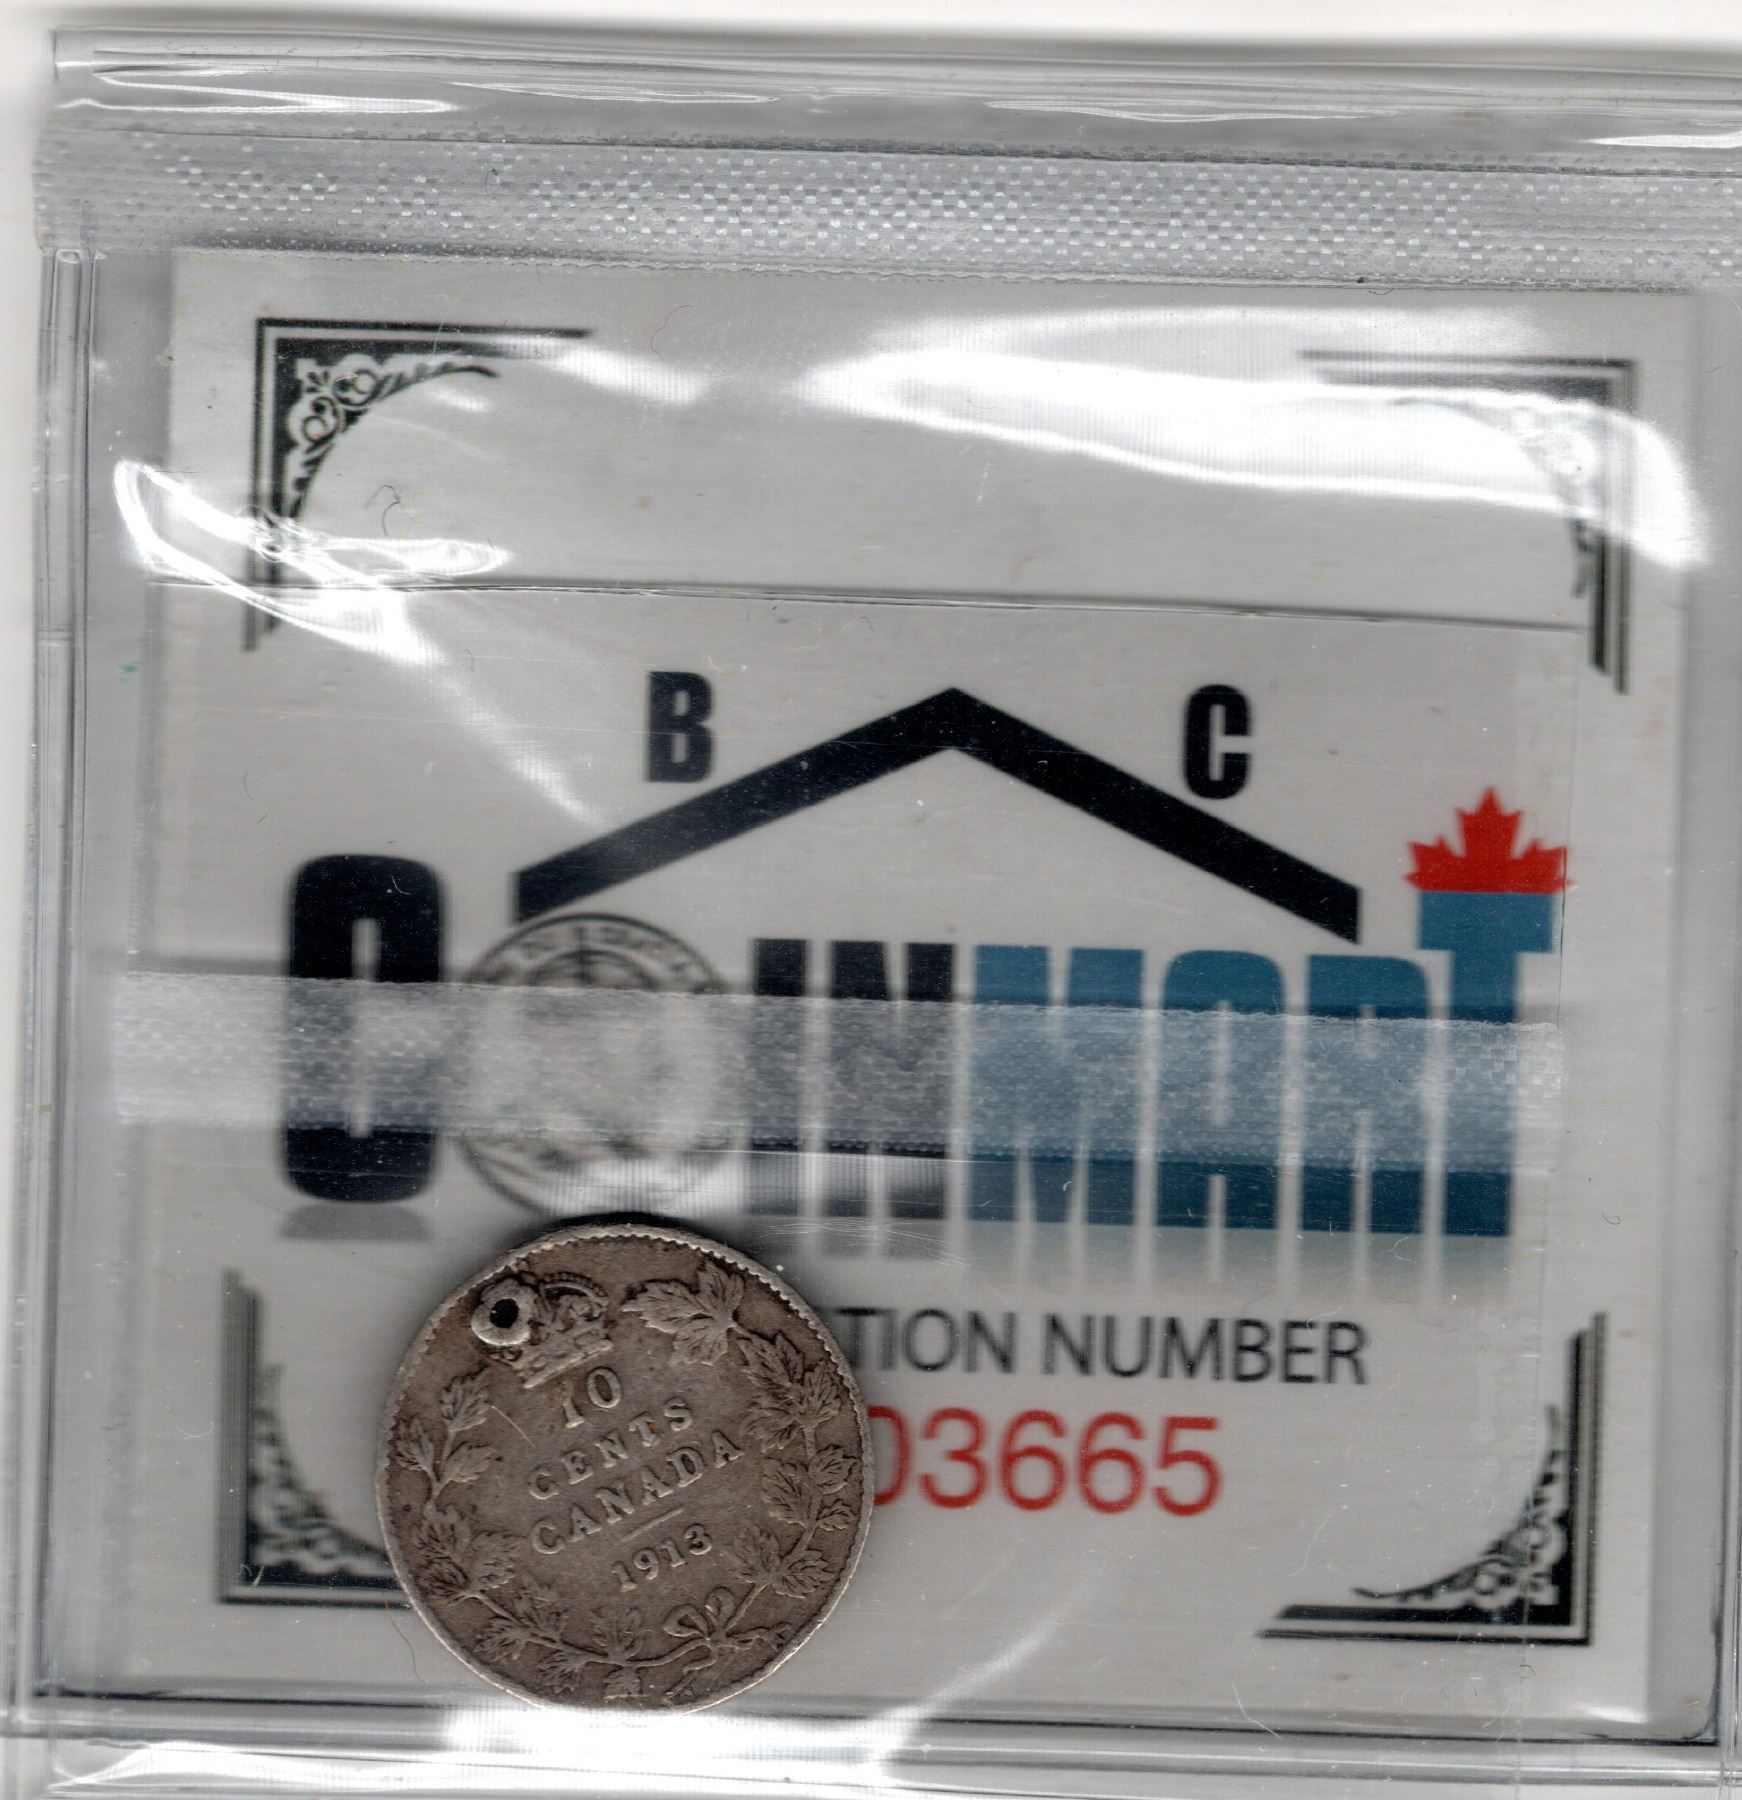 B C
COINMART
TION NUMBER
03665
10
CENTS
CANADA
1913